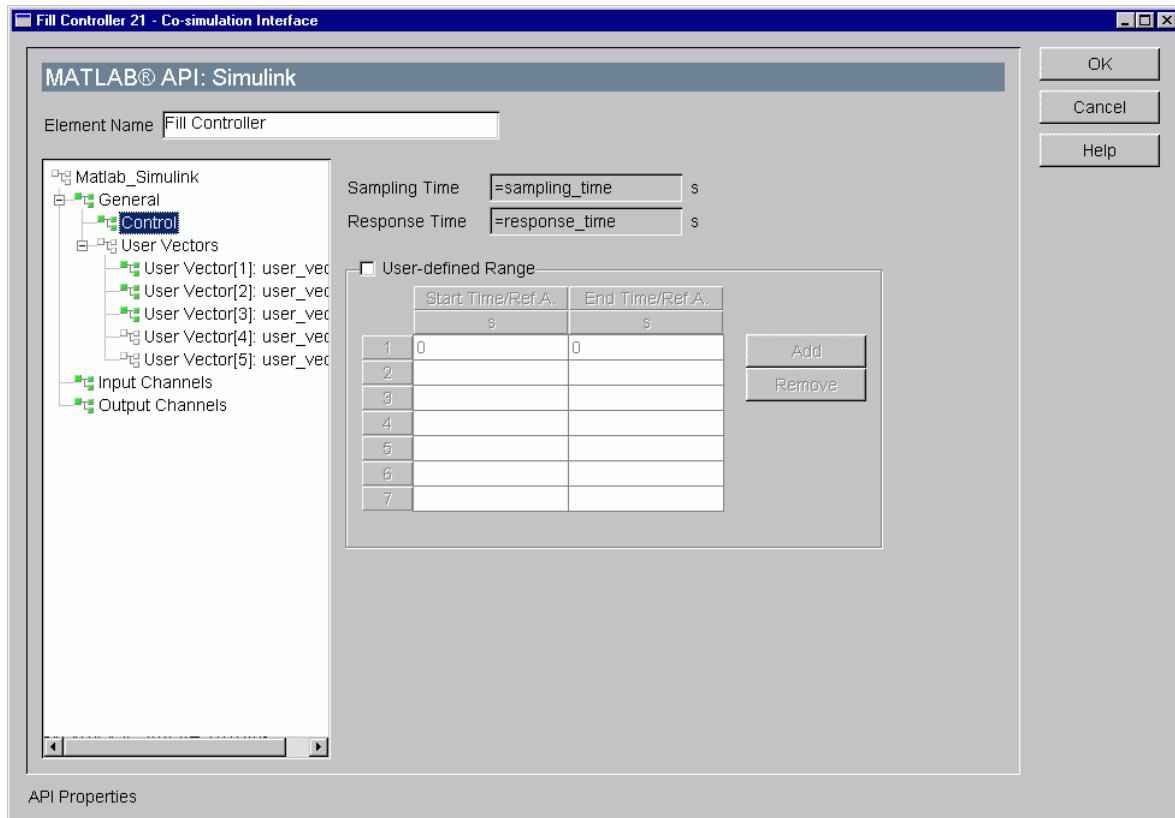 Fill Controller 21 - Co-simulation Interface
MATLAB® API: Simulink
OK
Cancel
Help
Element Name Fill Controller
Matlab_Simulink
General
Control
User Vectors
User Vector[1]: user_vec
User Vector[2]: user_vec
User Vector[3]: user_vec
User Vector[4]: user_vec
User Vector[5]: user_vec
Input Channels
Output Channels
Sampling Time =sampling_time s
Response Time =response_time s
User-defined Range
Start Time/Ref.A. End Time/Ref.A.
s s
1 0 0
2
3
4
5
6
7
Add
Remove
API Properties